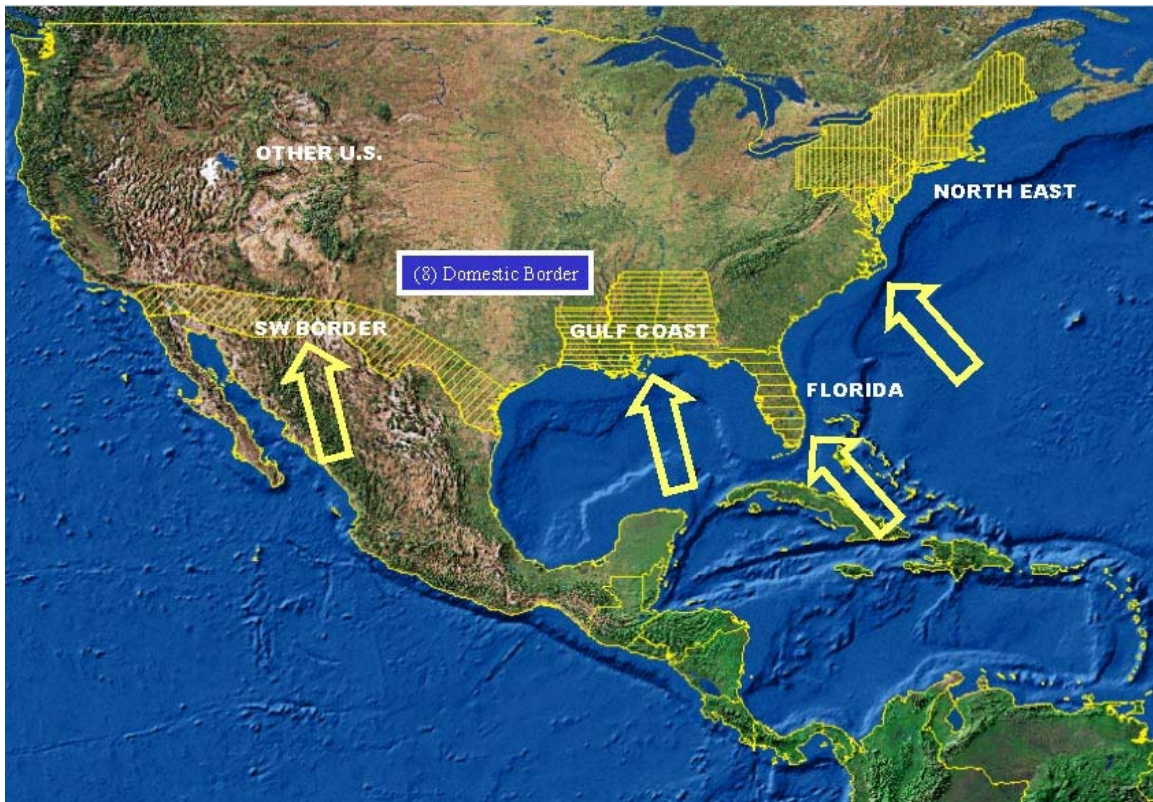 OTHER U.S.
NORTH EAST
(8) Domestic Border
SW BORDER
GULF COAST
FLORIDA